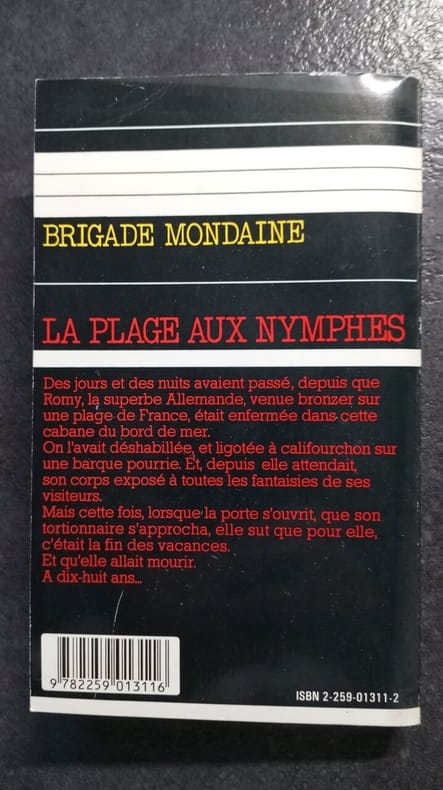 BRIGADE MONDAINE
LA PLAGE AUX NYMPHES
Des jours et des nuits avaient passé, depuis que
Romy, la superbe Allemande, venue bronzer sur
une plage de France, était enfermée dans cette
cabane du bord de mer.
On l'avait déshabillée, et ligotée à califourchon sur
une barque pourrie. Et, depuis elle attendait,
son corps exposé à toutes les fantaisies de ses
visiteurs.
Mais cette fois, lorsque la porte s'ouvrit, que son
tortionnaire s'approcha, elle sut que pour elle,
c'était la fin des vacances.
Et qu'elle allait mourir.
A dix-huit ans...
9 782259 013116
ISBN 2-259-01311-2